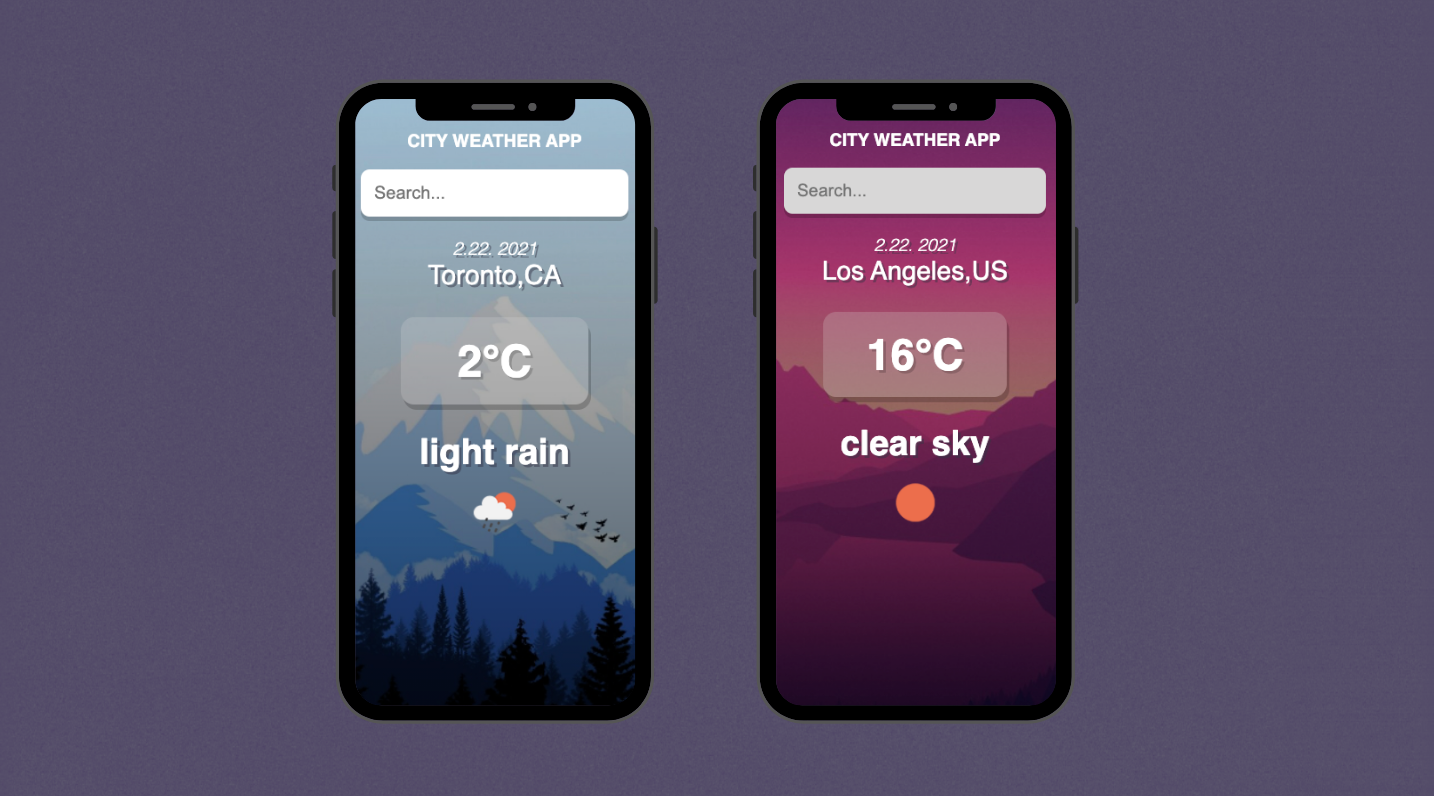 CITY WEATHER APP
Search...
2.22. 2021
Toronto,CA
2°C
light rain
CITY WEATHER APP
Search...
2.22. 2021
Los Angeles,US
16°C
clear sky